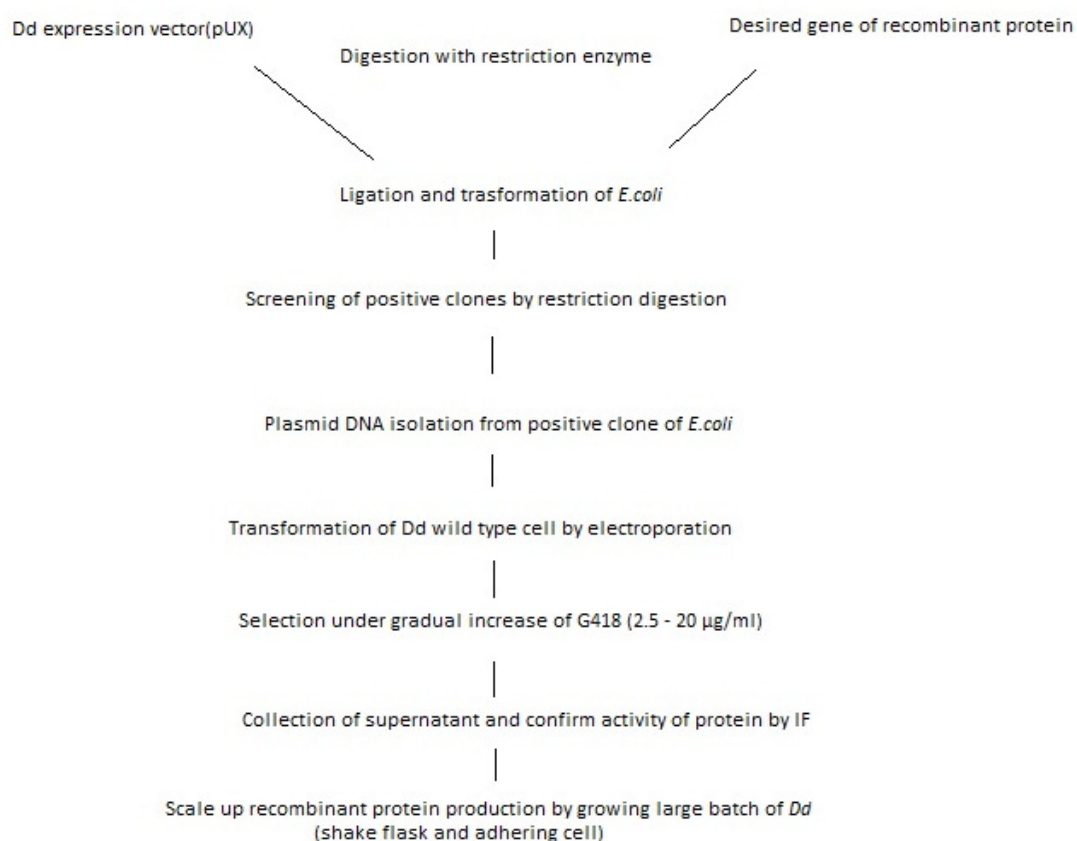 Dd expression vector(pUX)
Desired gene of recombinant protein
Digestion with restriction enzyme
Ligation and trasformation of E.coli
Screening of positive clones by restriction digestion
Plasmid DNA isolation from positive clone of E.coli
Transformation of Dd wild type cell by electroporation
Selection under gradual increase of G418 (2.5 - 20 µg/ml)
Collection of supernatant and confirm activity of protein by IF
Scale up recombinant protein production by growing large batch of Dd
(shake flask and adhering cell)